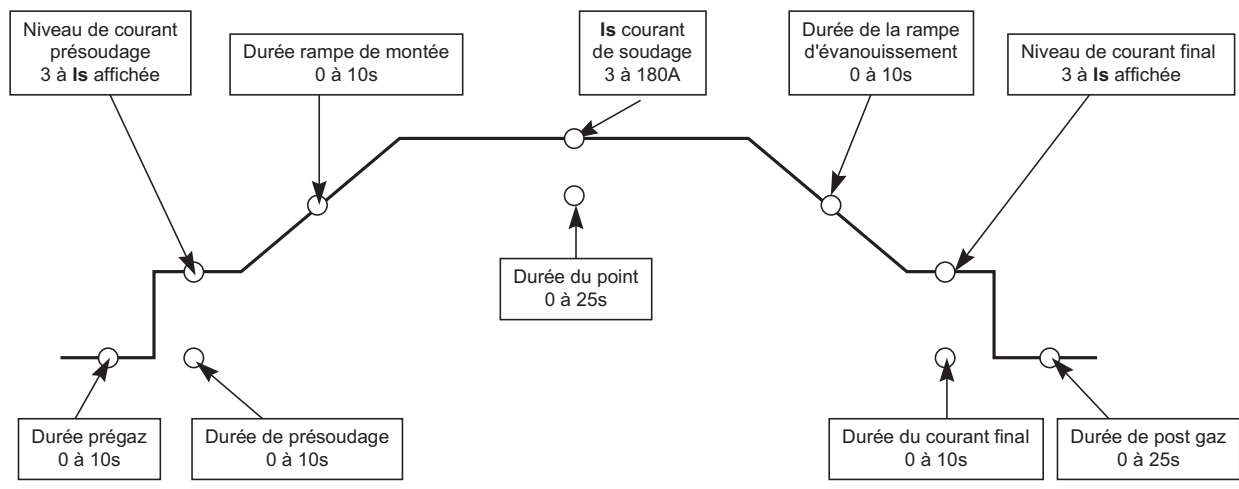 Niveau de courant
présoudage
3 à Is affichée
Durée rampe de montée
0 à 10s
Is courant
de soudage
3 à 180A
Durée de la rampe
d'évanouissement
0 à 10s
Niveau de courant final
3 à Is affichée
Durée du point
0 à 25s
Durée prégaz
0 à 10s
Durée de présoudage
0 à 10s
Durée du courant final
0 à 10s
Durée de post gaz
0 à 25s